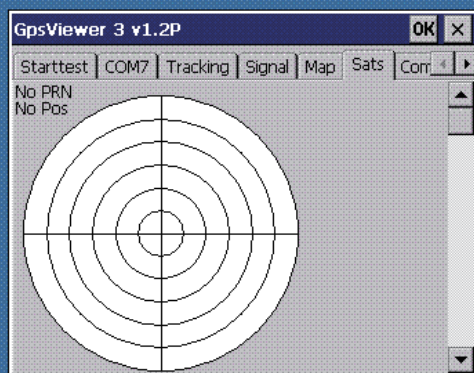 GpsViewer 3 v1.2P OK
Starttest COM7 Tracking Signal Map Sats
No PRN
No Pos